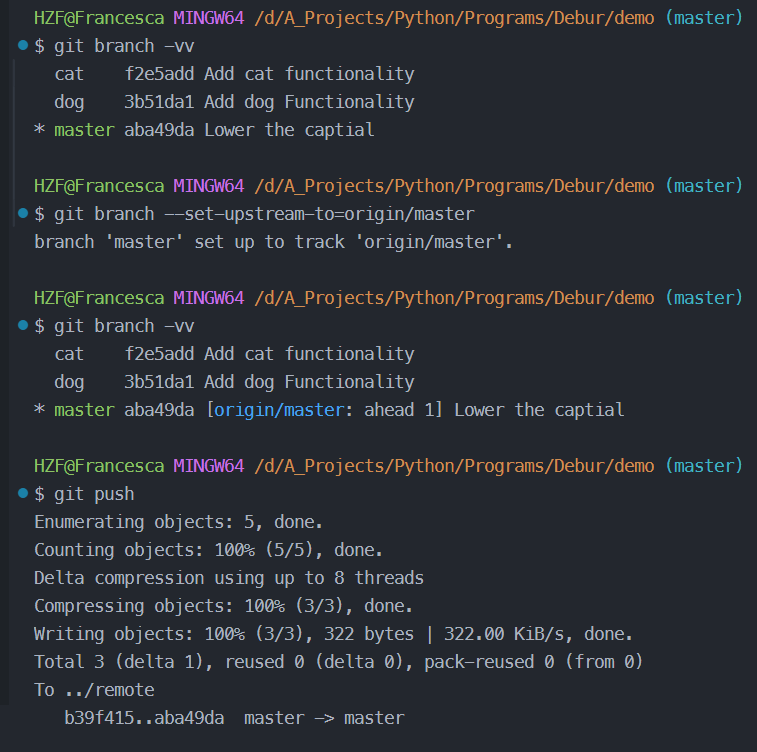 HZF@Francesca MINGW64 /d/A_Projects/Python/Programs/Debur/demo (master)
$ git branch -vv
  cat    f2e5add Add cat functionality
  dog    3b51da1 Add dog Functionality
* master aba49da Lower the captial
HZF@Francesca MINGW64 /d/A_Projects/Python/Programs/Debur/demo (master)
$ git branch --set-upstream-to=origin/master
branch 'master' set up to track 'origin/master'.
HZF@Francesca MINGW64 /d/A_Projects/Python/Programs/Debur/demo (master)
$ git branch -vv
  cat    f2e5add Add cat functionality
  dog    3b51da1 Add dog Functionality
* master aba49da [origin/master: ahead 1] Lower the captial
HZF@Francesca MINGW64 /d/A_Projects/Python/Programs/Debur/demo (master)
$ git push
Enumerating objects: 5, done.
Counting objects: 100% (5/5), done.
Delta compression using up to 8 threads
Compressing objects: 100% (3/3), done.
Writing objects: 100% (3/3), 322 bytes | 322.00 KiB/s, done.
Total 3 (delta 1), reused 0 (delta 0), pack-reused 0 (from 0)
To ../remote
   b39f415..aba49da  master -> master